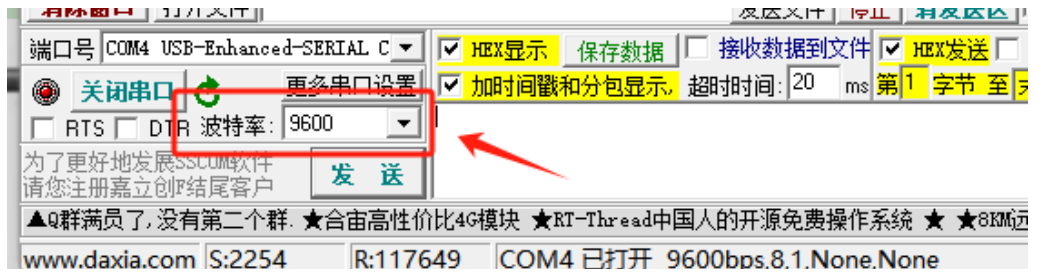 清除窗口 打开文件 发送文件 停止 清发送区
端口号 COM4 USB-Enhanced-SERIAL C HEX显示 保存数据 接收数据到文件 HEX发送
关闭串口 更多串口设置 加时间戳和分包显示, 超时时间: 20 ms 第1 字节 至
RTS DTR 波特率: 9600
为了更好地发展SSCOM软件
请您注册嘉立创F结尾客户
发 送
▲Q群满员了,没有第二个群. ★合宙高性价比4G模块 ★RT-Thread中国人的开源免费操作系统 ★ ★8KM远
www.daxia.com S:2254 R:117649 COM4 已打开 9600bps,8,1,None,None